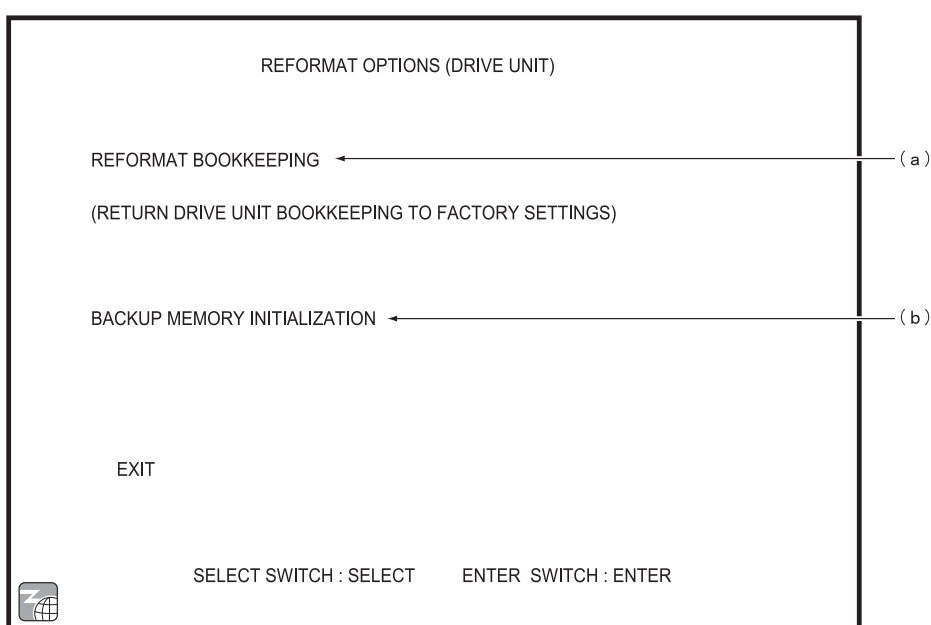 REFORMAT OPTIONS (DRIVE UNIT)
REFORMAT BOOKKEEPING
(a)
(RETURN DRIVE UNIT BOOKKEEPING TO FACTORY SETTINGS)
BACKUP MEMORY INITIALIZATION
(b)
EXIT
SELECT SWITCH : SELECT ENTER SWITCH : ENTER